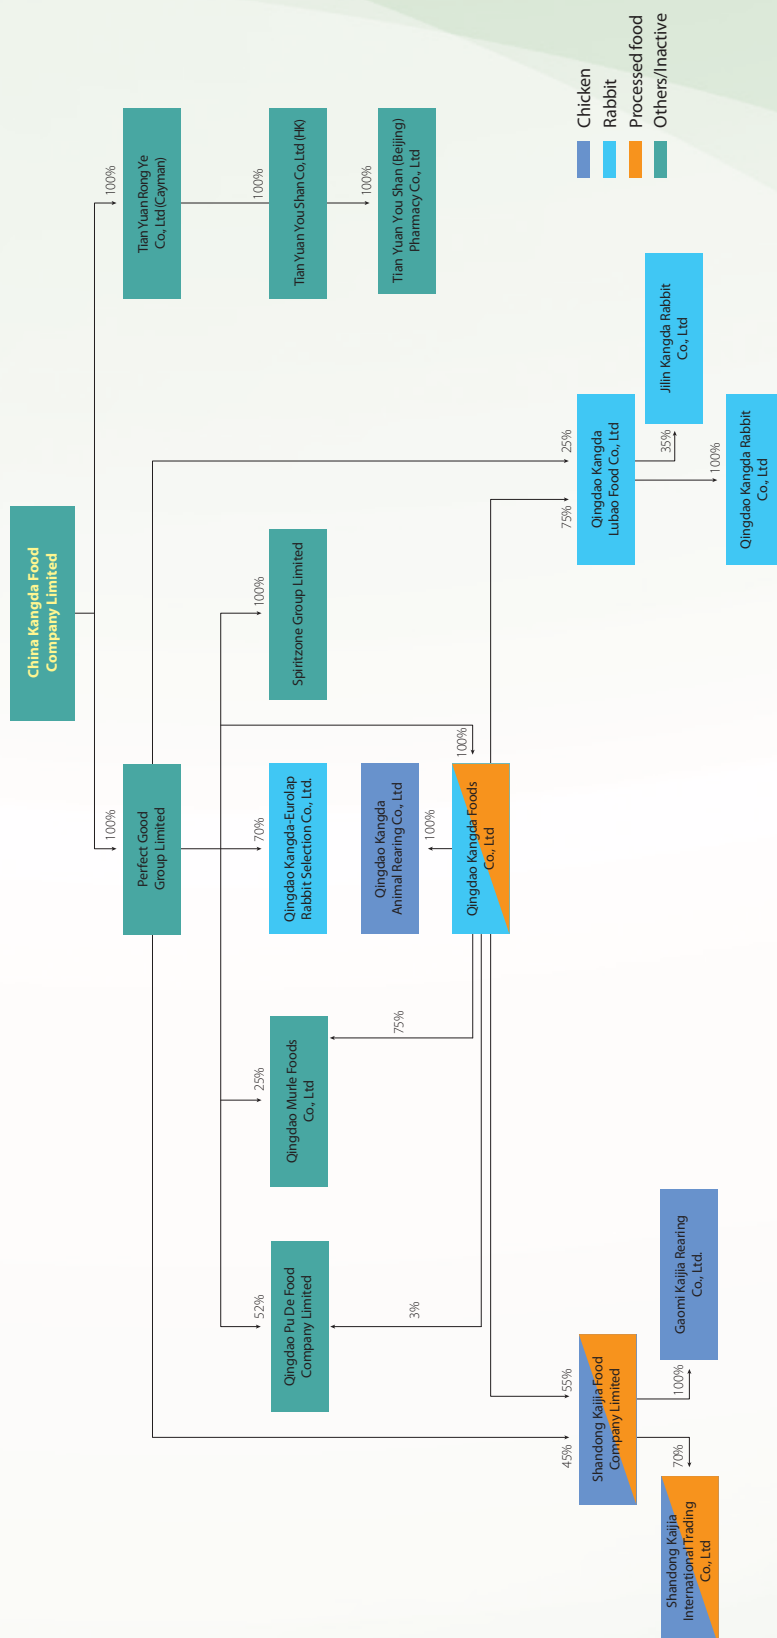 China Kangda Food
Company Limited
100%
100%
Perfect Good
Group Limited
Tian Yuan Rong Ye
Co., Ltd (Cayman)
52%
25%
70%
100%
100%
Qingdao Pu De Food
Company Limited
Qingdao Murle Foods
Co., Ltd
Qingdao Kangda-Eurolap
Rabbit Selection Co., Ltd.
Spiritzone Group Limited
Tian Yuan You Shan Co, Ltd (HK)
100%
3%
75%
Qingdao Kangda
Animal Rearing Co., Ltd
Tian Yuan You Shan (Beijing)
Pharmacy Co., Ltd
100%
100%
Qingdao Kangda Foods
Co., Ltd
45%
55%
75%
25%
Shandong Kaijia Food
Company Limited
Qingdao Kangda
Lubao Food Co., Ltd
70%
100%
35%
Shandong Kaijia
International Trading
Co., Ltd
Gaomi Kaijia Rearing
Co., Ltd.
Jilin Kangda Rabbit
Co., Ltd
100%
Qingdao Kangda Rabbit
Co., Ltd
Chicken
Rabbit
Processed food
Others/Inactive